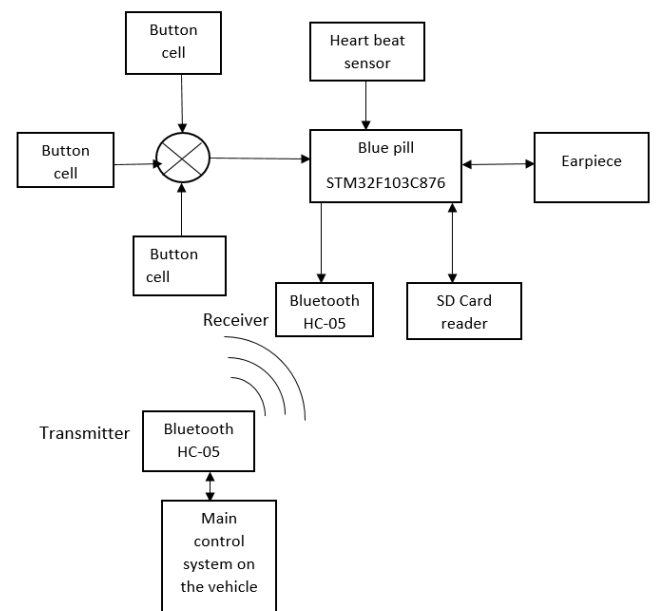 Button
cell
Heart beat
sensor
Button
cell
Blue pill
STM32F103C876
Earpiece
Button
cell
Receiver
Bluetooth
HC-05
SD Card
reader
Transmitter
Bluetooth
HC-05
Main
control
system on
the vehicle